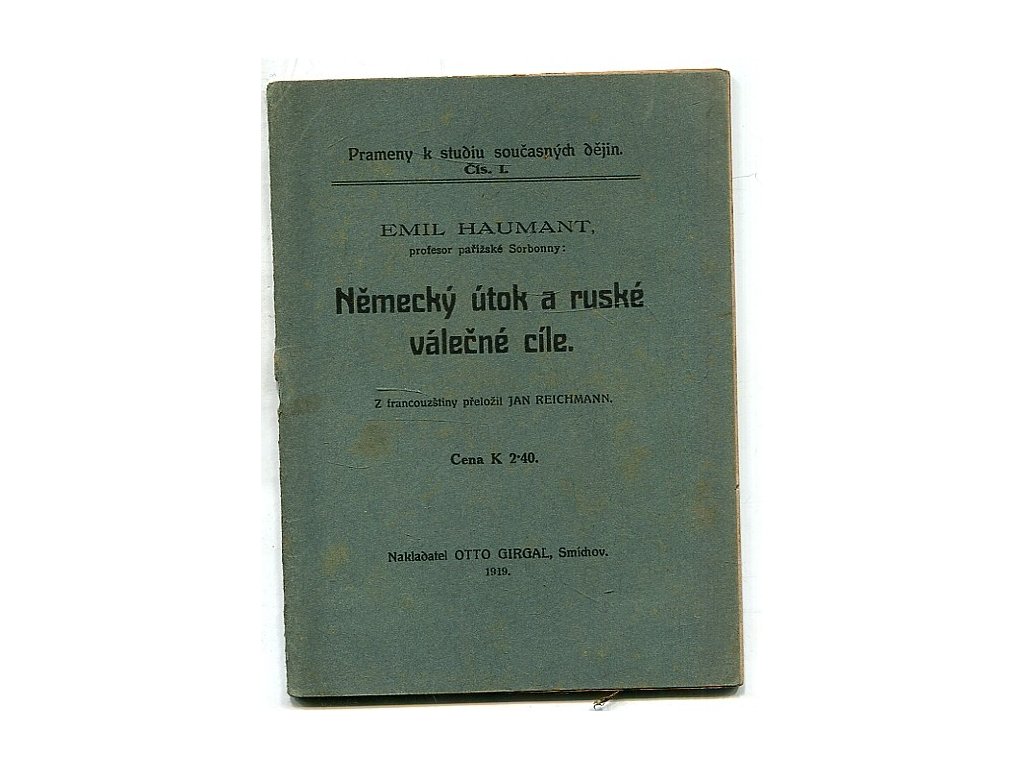 Prameny k studiu současných dějin.
Čís. I.
EMIL HAUMANT,
profesor pařížské Sorbonny:
Německý útok a ruské
válečné cíle.
Z francouzštiny přeložil JAN REICHMANN.
Cena K 2·40.
Nakladatel OTTO GIRGAL, Smíchov.
1919.